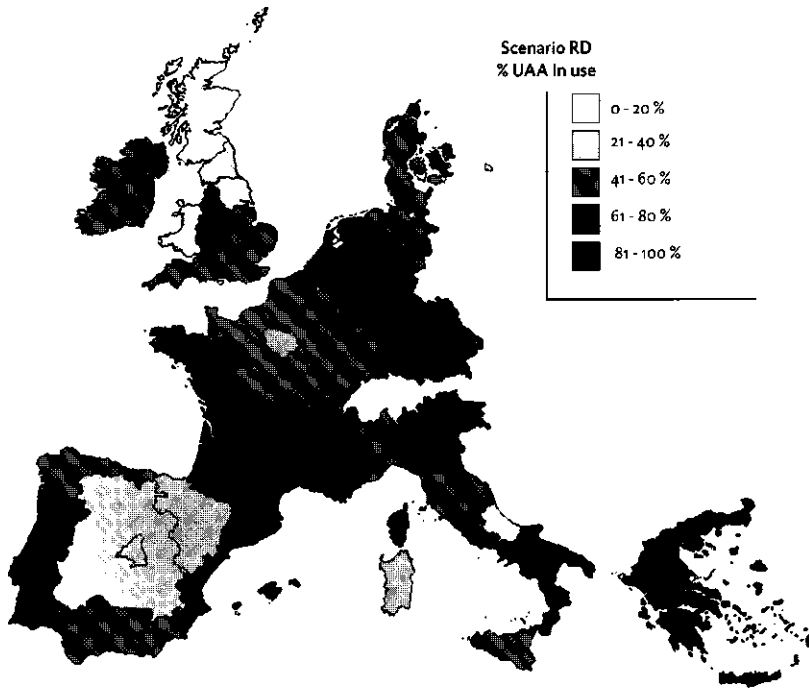 Scenario RD
% UAA In use
0 - 20 %
21 - 40 %
41 - 60 %
61 - 80 %
81 - 100 %